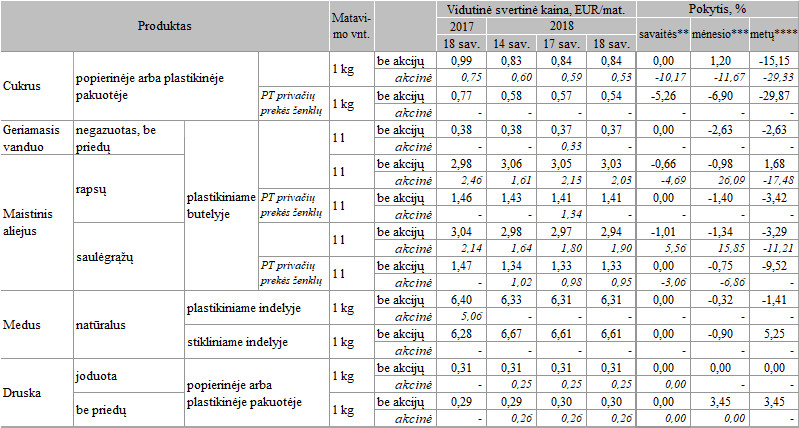 Produktas Matavi- Vidutinė svertinė kaina, EUR/mat. Pokytis, %
mo vnt. 2017 2018 savaitės** mėnesio*** metų****
18 sav. 14 sav. 17 sav. 18 sav.
Cukrus popierinėje arba plastikinėje pakuotėje 1 kg be akcijų 0,99 0,83 0,84 0,84 0,00 1,20 -15,15
akcinė 0,75 0,60 0,59 0,53 -10,17 -11,67 -29,33
PT privačių prekės ženklų 1 kg be akcijų 0,77 0,58 0,57 0,54 -5,26 -6,90 -29,87
akcinė - - - - - - -
Geriamasis vanduo negazuotas, be priedų plastikiniame butelyje 1 l be akcijų 0,38 0,38 0,37 0,37 0,00 -2,63 -2,63
akcinė - - 0,33 - - - -
Maistinis aliejus rapsų 1 l be akcijų 2,98 3,06 3,05 3,03 -0,66 -0,98 1,68
akcinė 2,46 1,61 2,13 2,03 -4,69 26,09 -17,48
PT privačių prekės ženklų 1 l be akcijų 1,46 1,43 1,41 1,41 0,00 -1,40 -3,42
akcinė - - 1,34 - - - -
saulėgrąžų 1 l be akcijų 3,04 2,98 2,97 2,94 -1,01 -1,34 -3,29
akcinė 2,14 1,64 1,80 1,90 5,56 15,85 -11,21
PT privačių prekės ženklų 1 l be akcijų 1,47 1,34 1,33 1,33 0,00 -0,75 -9,52
akcinė - 1,02 0,98 0,95 -3,06 -6,86 -
Medus natūralus plastikiniame indelyje 1 kg be akcijų 6,40 6,33 6,31 6,31 0,00 -0,32 -1,41
akcinė 5,06 - - - - - -
stikliniame indelyje 1 kg be akcijų 6,28 6,67 6,61 6,61 0,00 -0,90 5,25
akcinė - - - - - - -
Druska joduota popierinėje arba plastikinėje pakuotėje 1 kg be akcijų 0,31 0,31 0,31 0,31 0,00 0,00 0,00
akcinė - 0,25 0,25 0,25 0,00 - -
be priedų 1 kg be akcijų 0,29 0,29 0,30 0,30 0,00 3,45 3,45
akcinė - 0,26 0,26 0,26 0,00 0,00 -